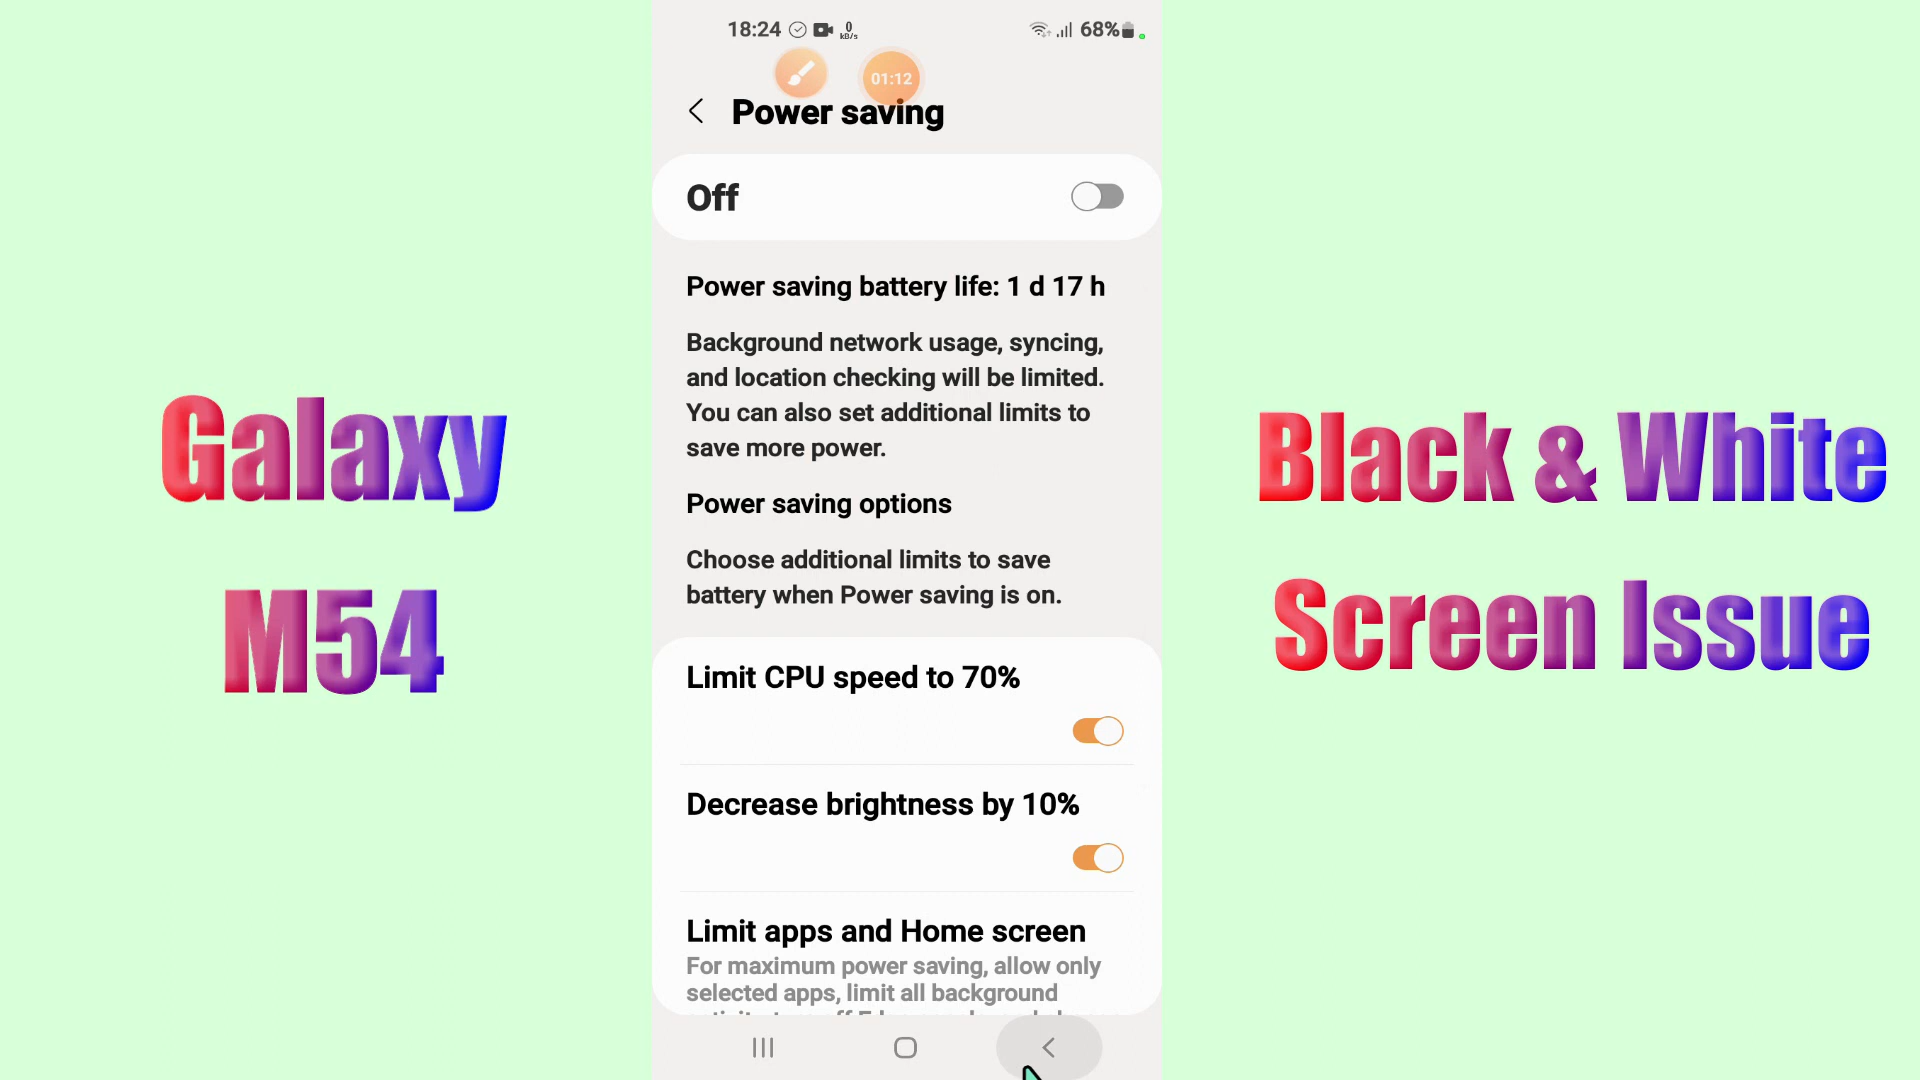 18:24 0 kB/s 68%
01:12
Power saving
Off
Power saving battery life: 1 d 17 h
Background network usage, syncing,
and location checking will be limited.
You can also set additional limits to
save more power.
Power saving options
Choose additional limits to save
battery when Power saving is on.
Limit CPU speed to 70%
Decrease brightness by 10%
Limit apps and Home screen
For maximum power saving, allow only
selected apps, limit all background
Galaxy
M54
Black & White
Screen Issue